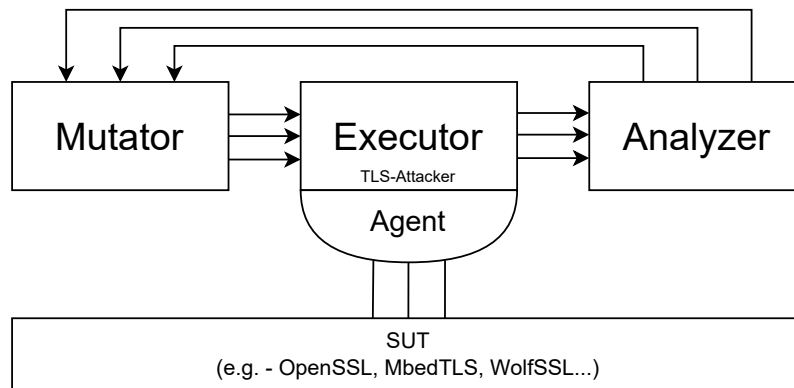 Mutator
Executor
TLS-Attacker
Analyzer
Agent
SUT
(e.g. - OpenSSL, MbedTLS, WolfSSL...)